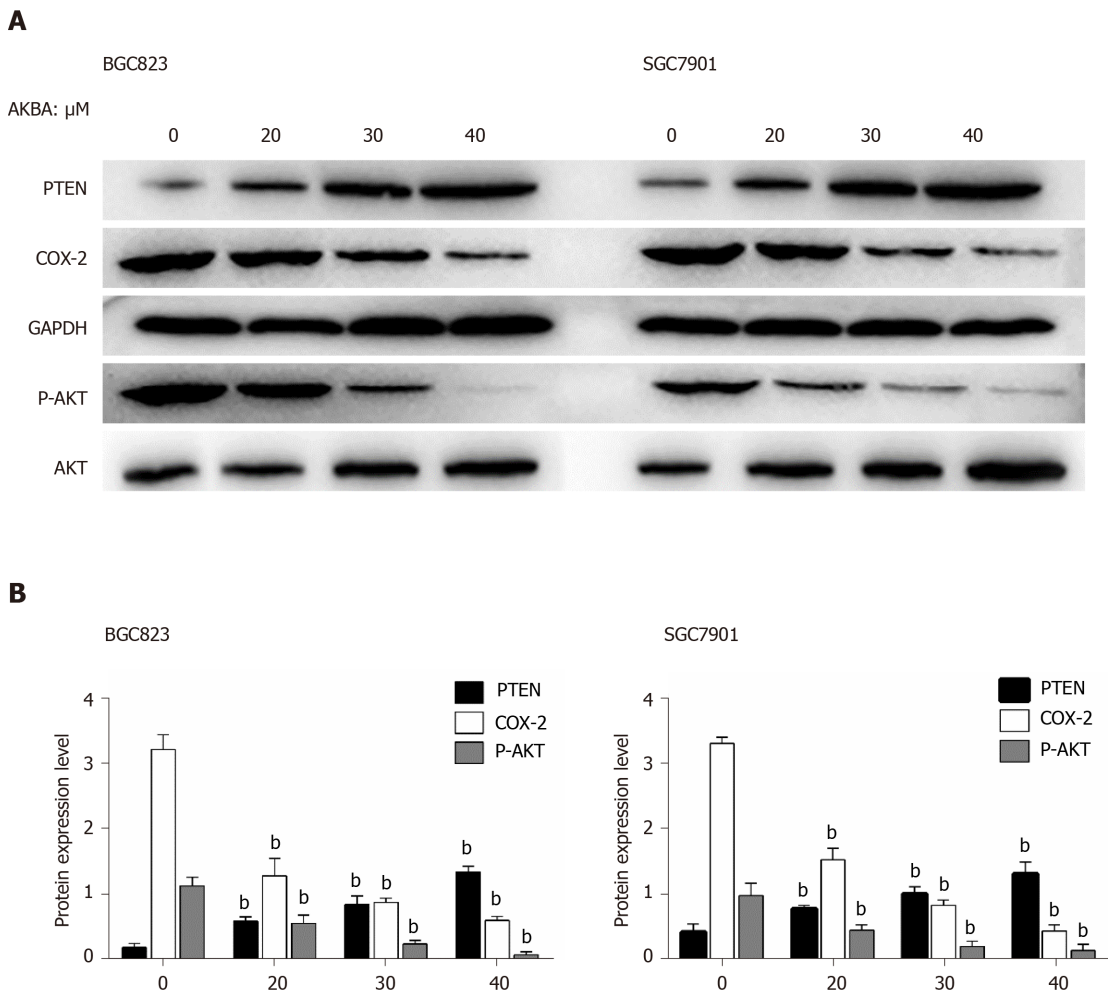 A
BGC823 SGC7901
AKBA: µM
0 20 30 40 0 20 30 40
PTEN
COX-2
GAPDH
P-AKT
AKT
B
BGC823
Protein expression level
4
3
2
1
0
PTEN
COX-2
P-AKT
b b b b b b b b b
0 20 30 40
SGC7901
Protein expression level
4
3
2
1
0
PTEN
COX-2
P-AKT
b b b b b b b b b
0 20 30 40